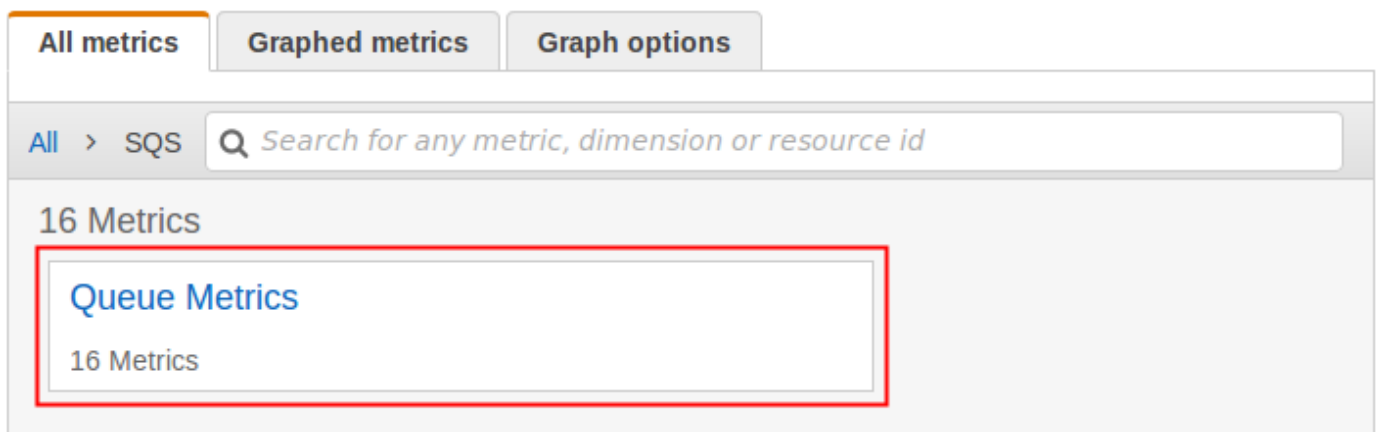 All metrics Graphed metrics Graph options
All > SQS Search for any metric, dimension or resource id
16 Metrics
Queue Metrics
16 Metrics